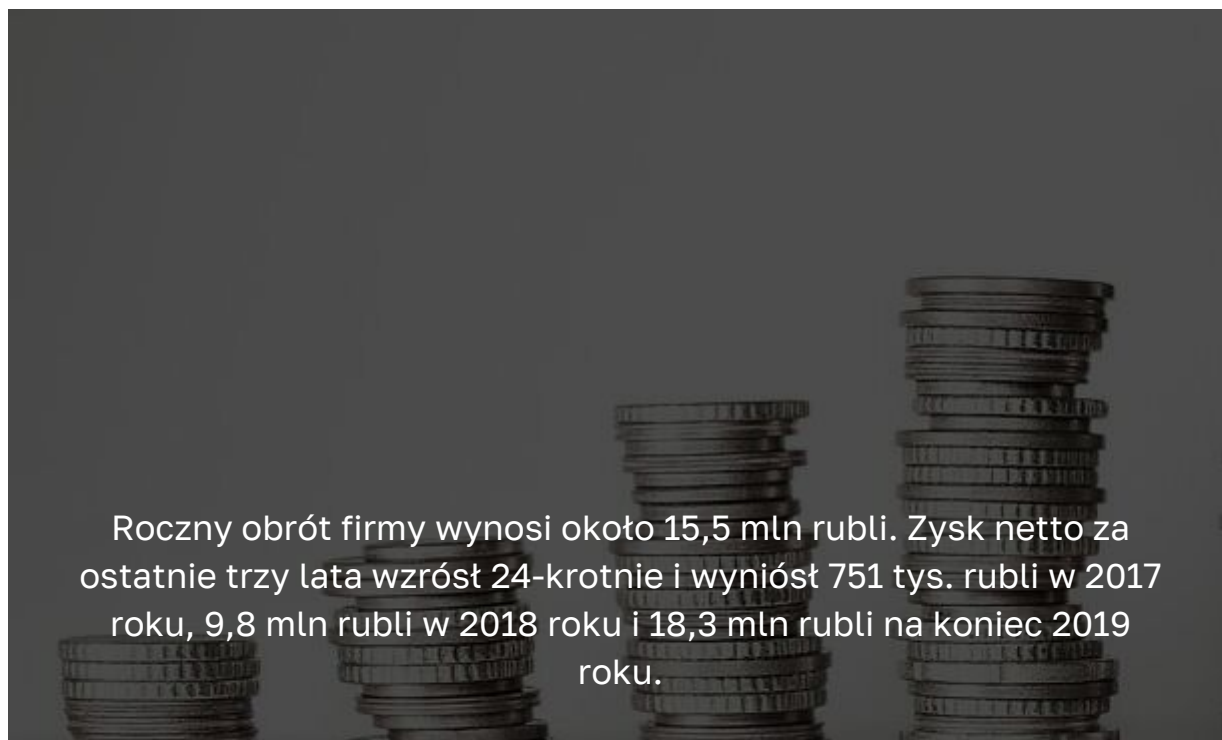 Roczny obrót firmy wynosi około 15,5 mln rubli. Zysk netto za
ostatnie trzy lata wzrósł 24-krotnie i wyniósł 751 tys. rubli w 2017
roku, 9,8 mln rubli w 2018 roku i 18,3 mln rubli na koniec 2019
roku.